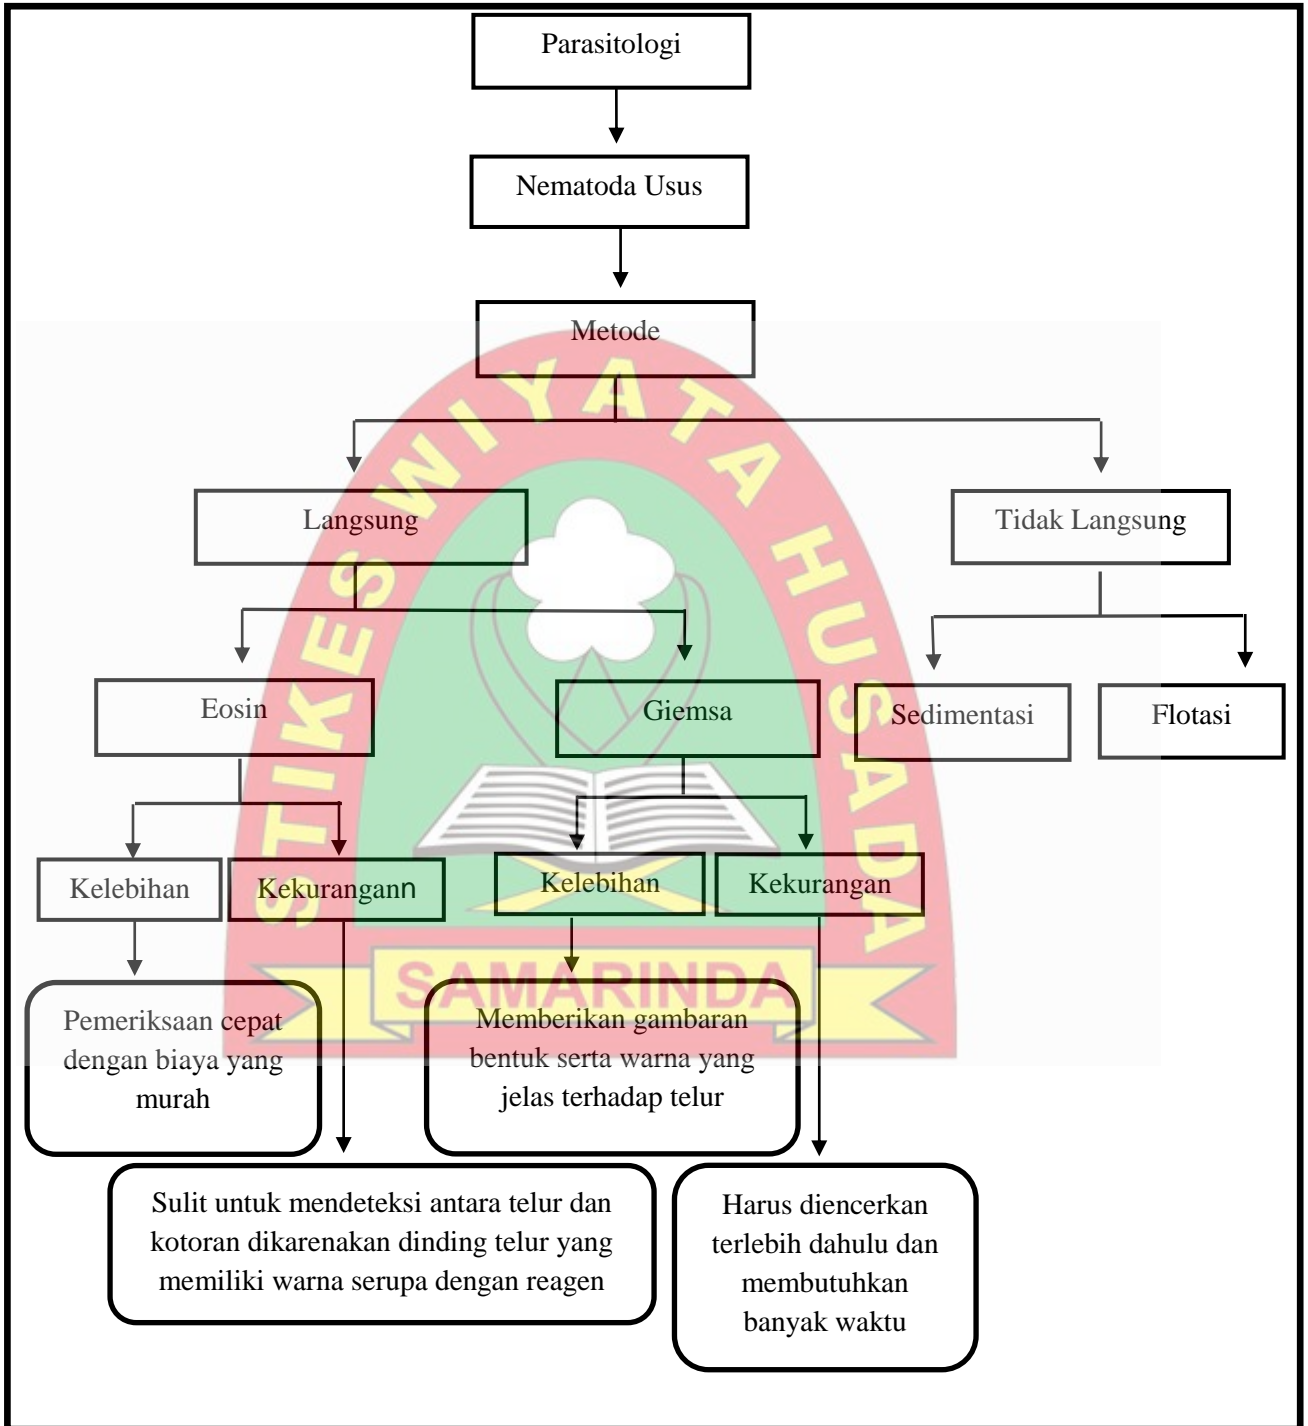 Parasitologi
Nematoda Usus
Metode
Langsung
Tidak Langsung
Eosin
Giemsa
Sedimentasi
Flotasi
Kelebihan
Kekurangann
Kelebihan
Kekurangan
Pemeriksaan cepat
dengan biaya yang
murah
Memberikan gambaran
bentuk serta warna yang
jelas terhadap telur
Sulit untuk mendeteksi antara telur dan
kotoran dikarenakan dinding telur yang
memiliki warna serupa dengan reagen
Harus diencerkan
terlebih dahulu dan
membutuhkan
banyak waktu
STIKES WIYATA HUSADA
SAMARINDA